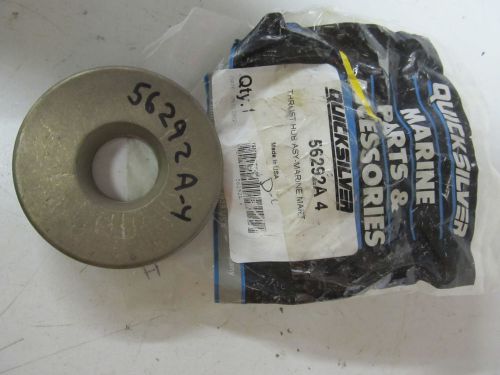 56292A-4
QUICKSILVER
MARINE
PARTS &
ACCESSORIES
QUICKSILVER
56292A 4
THRUST HUB ASY-MARINE MART
Made in USA
Qty. 1